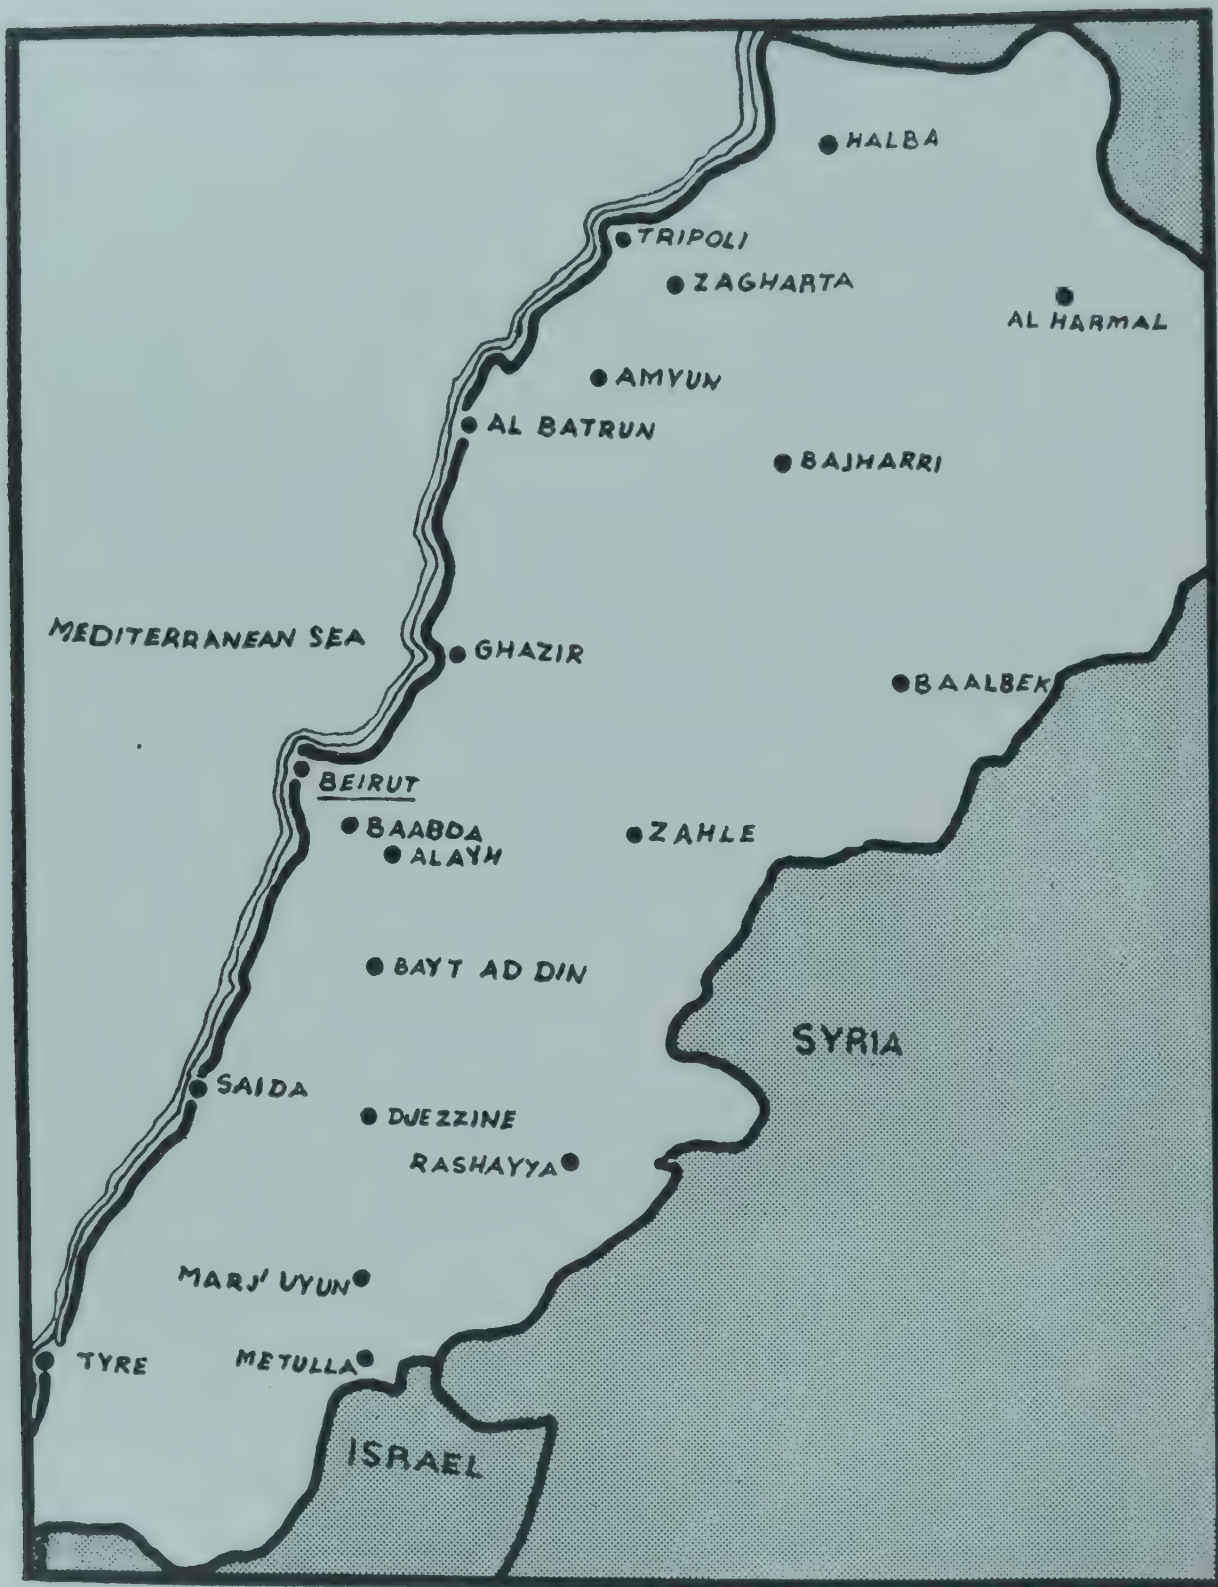 HALBA
TRIPOLI
ZAGHARTA
AL HARMAL
AMYUN
AL BATRUN
BAJHARRI
MEDITERRANEAN SEA
GHAZIR
BAALBEK
BEIRUT
BAABDA
ZAHLE
ALAYH
BAYT AD DIN
SYRIA
SAIDA
DJEZZINE
RASHAYYA
MARJ' UYUN
TYRE
METULLA
ISRAEL